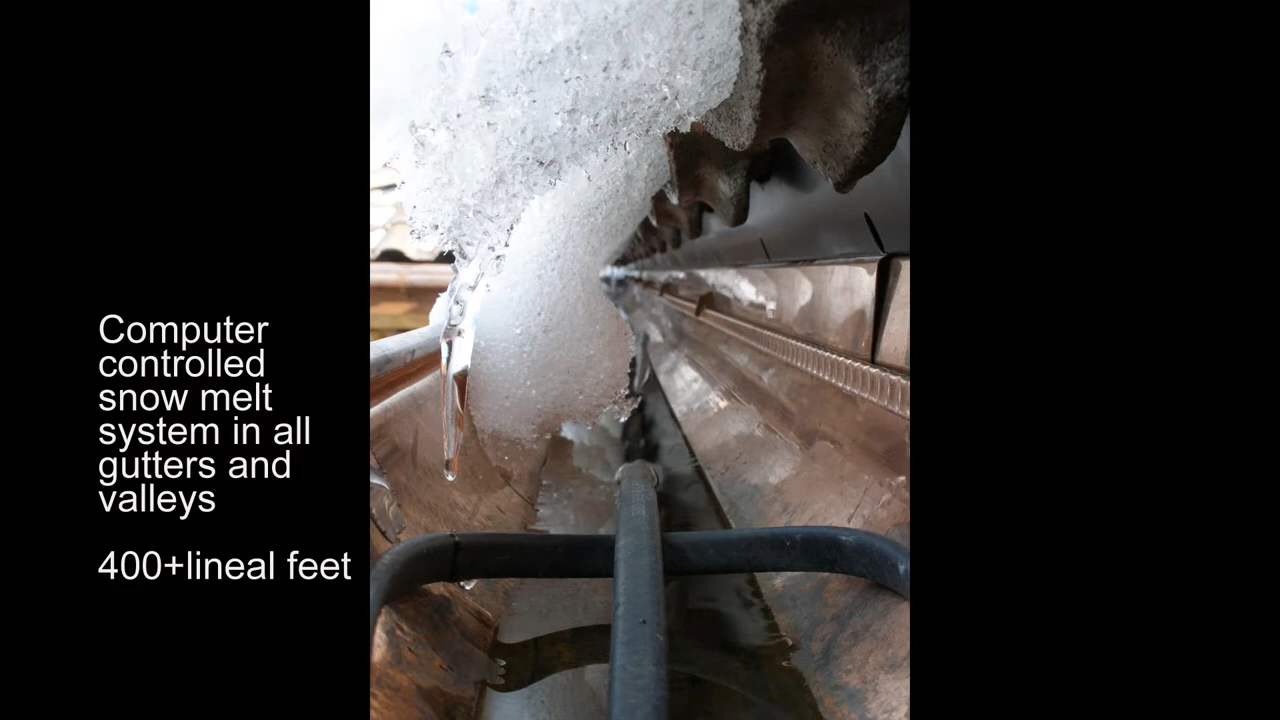 Computer
controlled
snow melt
system in all
gutters and
valleys
400+lineal feet